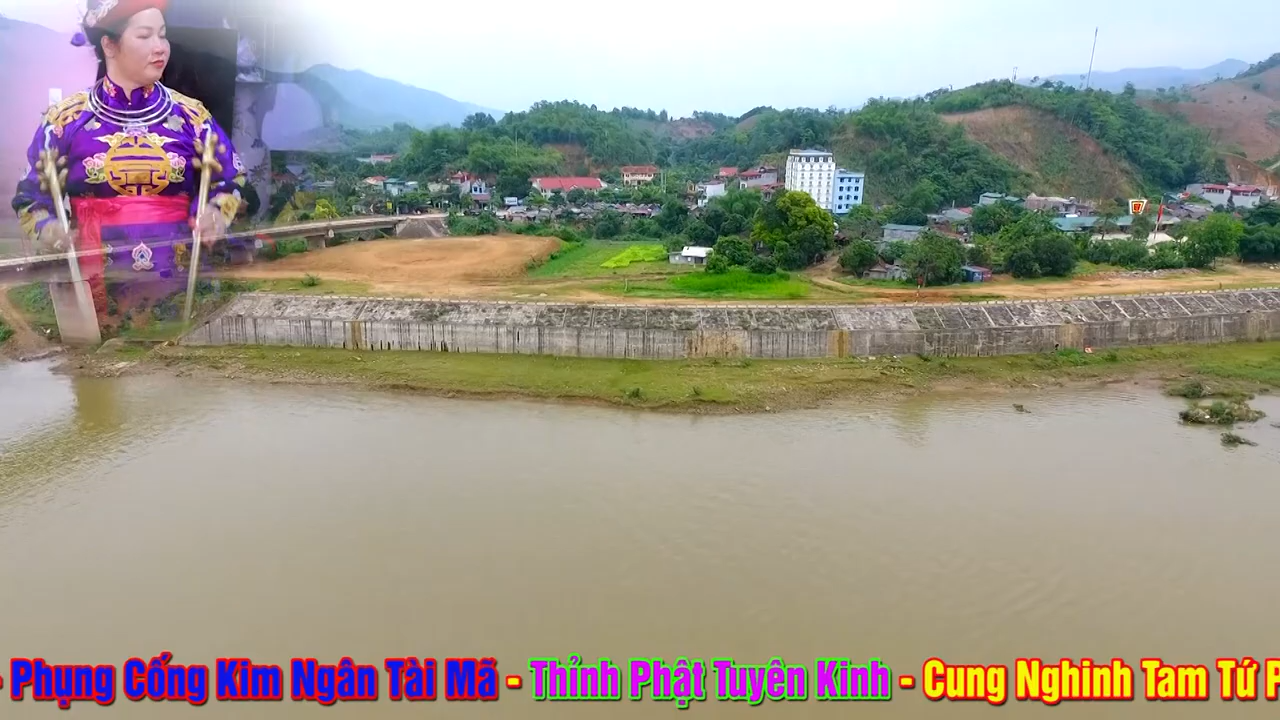 - Phụng Cống Kim Ngân Tài Mã - Thỉnh Phật Tuyên Kinh - Cung Nghinh Tam Tứ